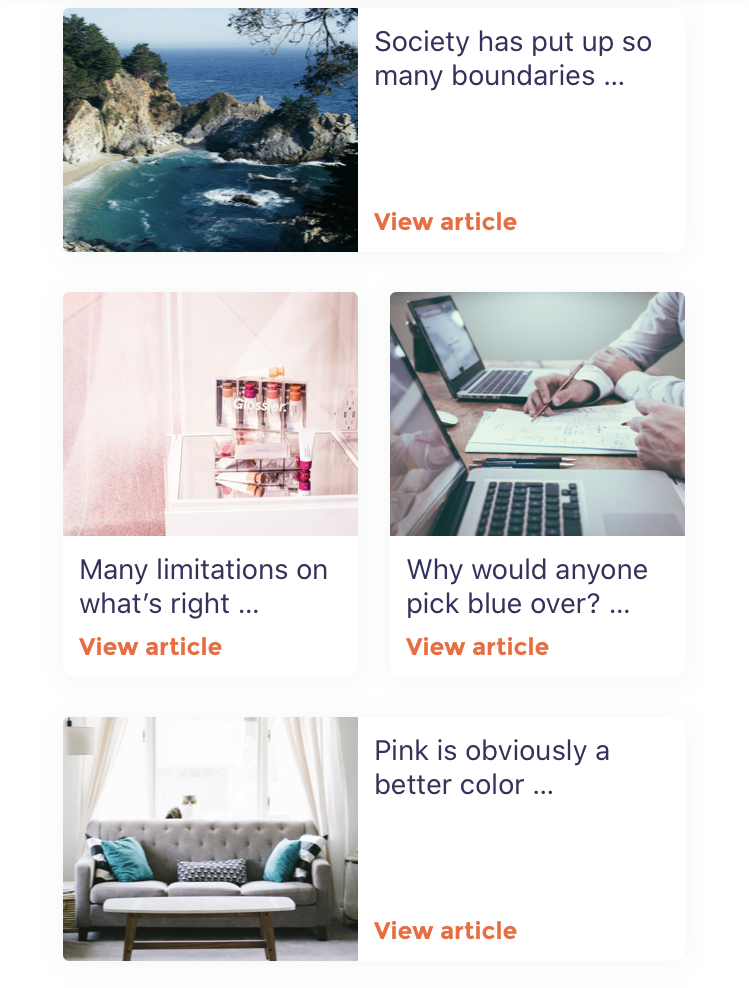 Society has put up so
many boundaries ...
View article
Glossier.
Many limitations on
what’s right ...
View article
Why would anyone
pick blue over? ...
View article
Pink is obviously a
better color ...
View article